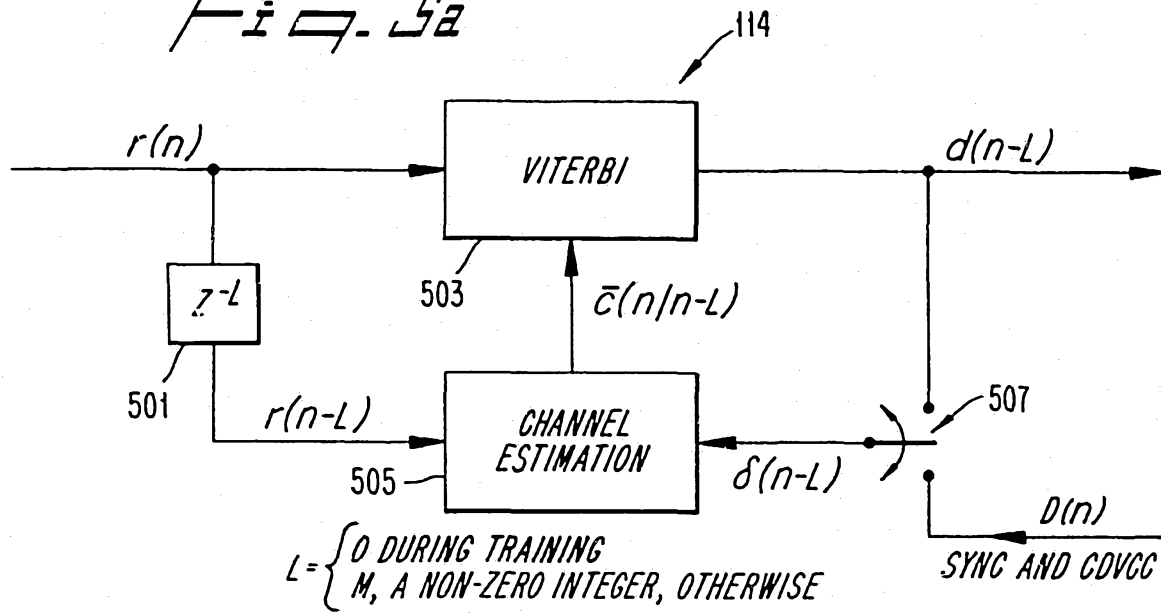 Fig. 5a
114
r(n)
VITERBI
d(n-L)
503
c̄(n/n-L)
Z^-L
501
r(n-L)
CHANNEL
ESTIMATION
505
δ(n-L)
507
D(n)
SYNC AND CDVCC
L= { 0 DURING TRAINING
M, A NON-ZERO INTEGER, OTHERWISE